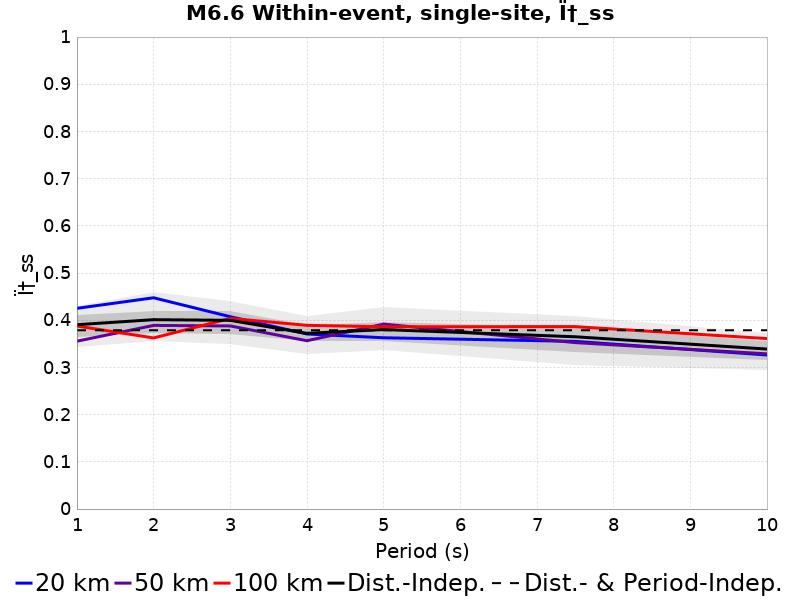 M6.6 Within-event, single-site, Ï†_ss
1
0.9
0.8
0.7
0.6
0.5
0.4
0.3
0.2
0.1
0
Ï†_ss
1 2 3 4 5 6 7 8 9 10
Period (s)
20 km 50 km 100 km Dist.-Indep. Dist.- & Period-Indep.